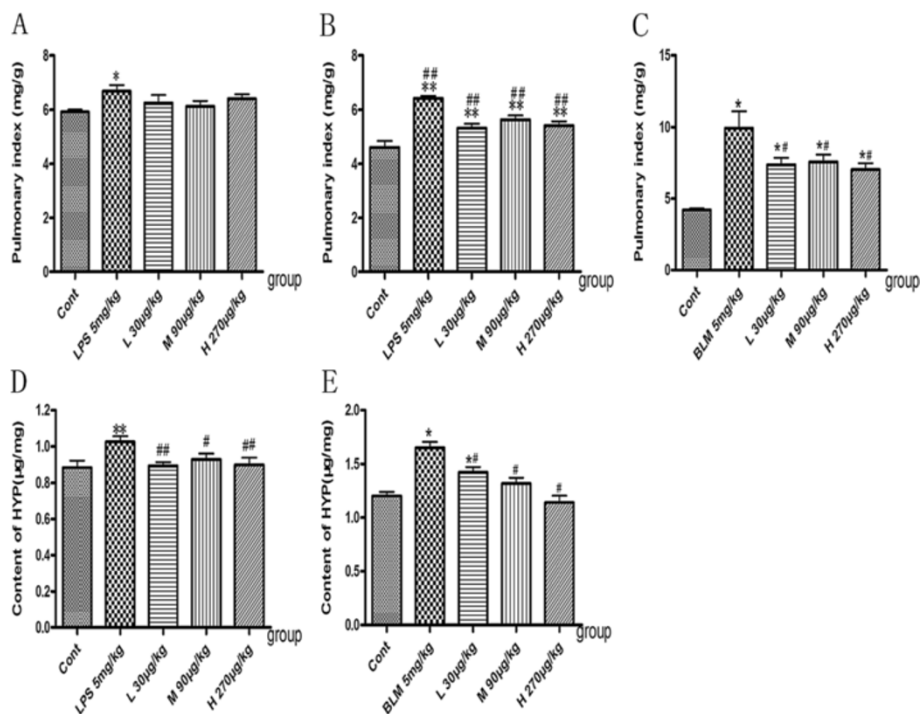 A
Pulmonary index (mg/g)
8
6
4
2
0
*
Cont
LPS 5mg/kg
L 30µg/kg
M 90µg/kg
H 270µg/kg
group
B
Pulmonary index (mg/g)
8
6
4
2
0
## ## ## ##
** ** ** **
Cont
LPS 5mg/kg
L 30µg/kg
M 90µg/kg
H 270µg/kg
group
C
Pulmonary index (mg/g)
15
10
5
0
* *# *# *#
Cont
BLM 5mg/kg
L 30µg/kg
M 90µg/kg
H 270µg/kg
group
D
Content of HYP(µg/mg)
1.2
1.0
0.8
0.6
0.4
0.2
0.0
** ## # ##
Cont
LPS 5mg/kg
L 30µg/kg
M 90µg/kg
H 270µg/kg
group
E
Content of HYP(µg/mg)
2.0
1.5
1.0
0.5
0.0
* *# # #
Cont
BLM 5mg/kg
L 30µg/kg
M 90µg/kg
H 270µg/kg
group